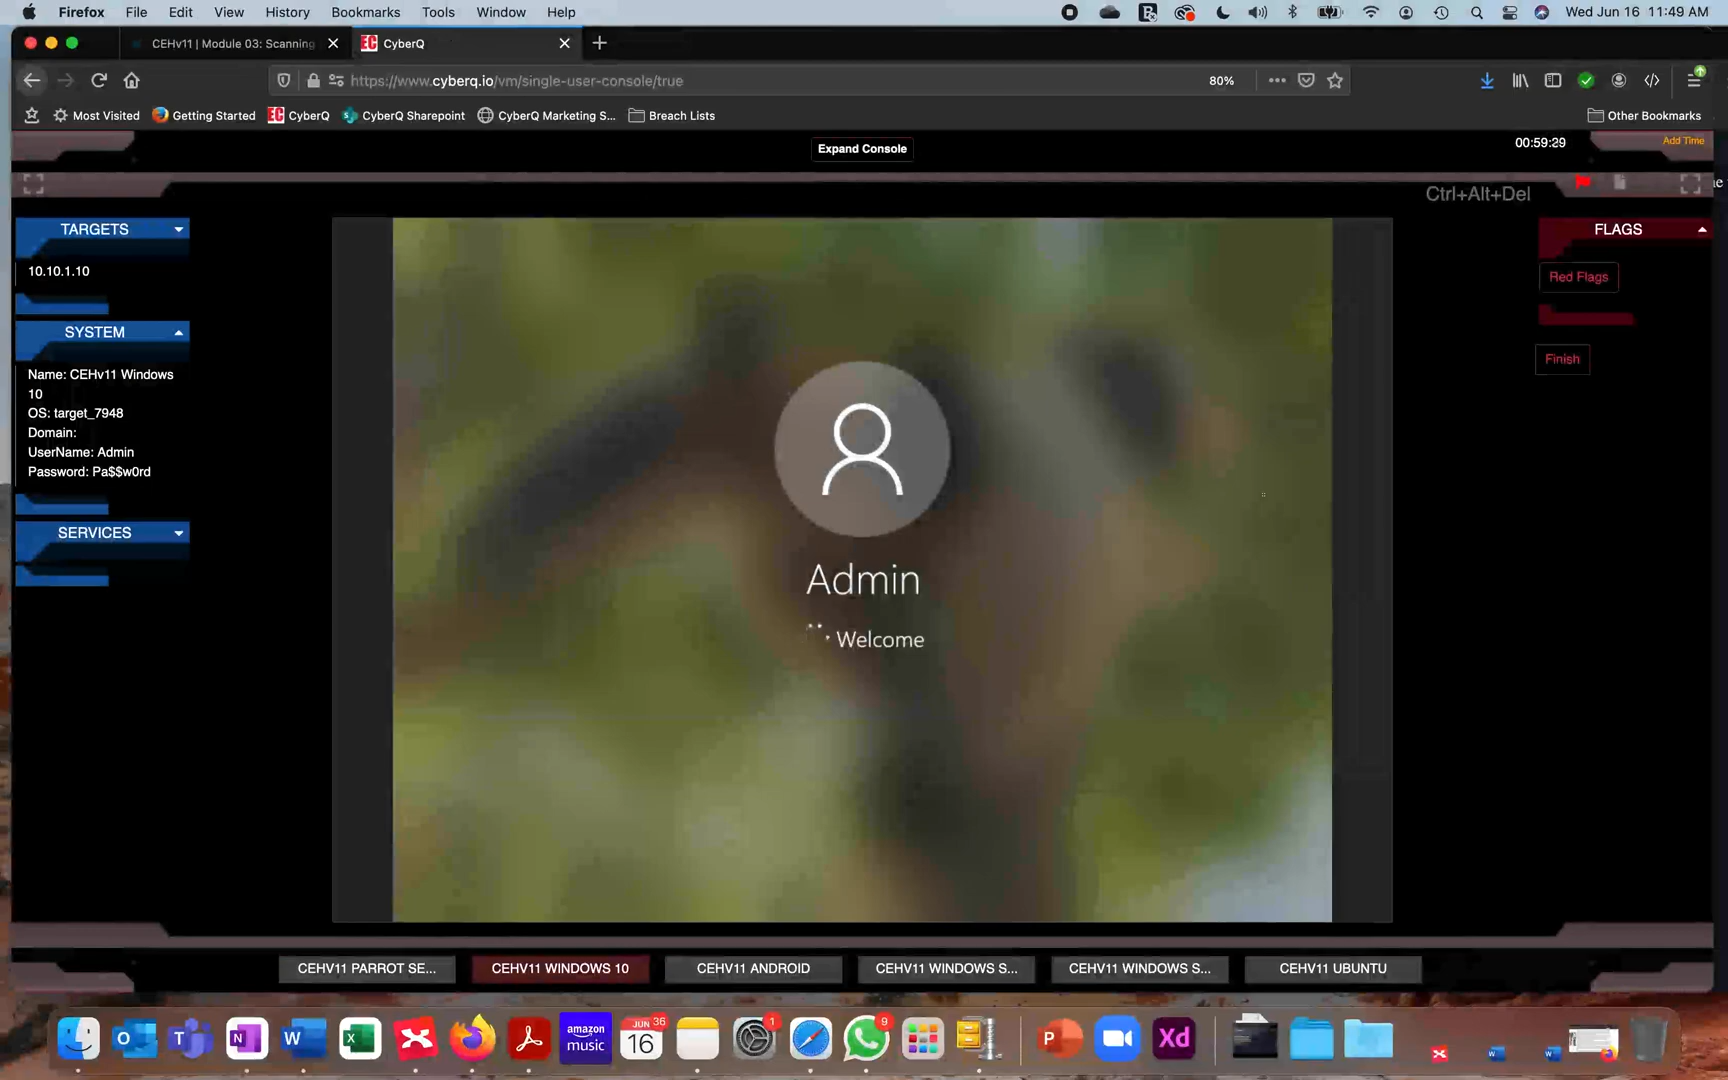 Firefox File Edit View History Bookmarks Tools Window Help Wed Jun 16 11:49 AM
CEHv11 | Module 03: Scanning CyberQ
https://www.cyberq.io/vm/single-user-console/true 80%
Most Visited Getting Started CyberQ CyberQ Sharepoint CyberQ Marketing S... Breach Lists Other Bookmarks
Expand Console 00:59:29 Add Time
Ctrl+Alt+Del
TARGETS
10.10.1.10
SYSTEM
Name: CEHv11 Windows
10
OS: target_7948
Domain:
UserName: Admin
Password: Pa$$w0rd
SERVICES
Admin
Welcome
FLAGS
Red Flags
Finish
CEHV11 PARROT SE... CEHV11 WINDOWS 10 CEHV11 ANDROID CEHV11 WINDOWS S... CEHV11 WINDOWS S... CEHV11 UBUNTU
amazon
music
JUN 36
16
1
9
Xd